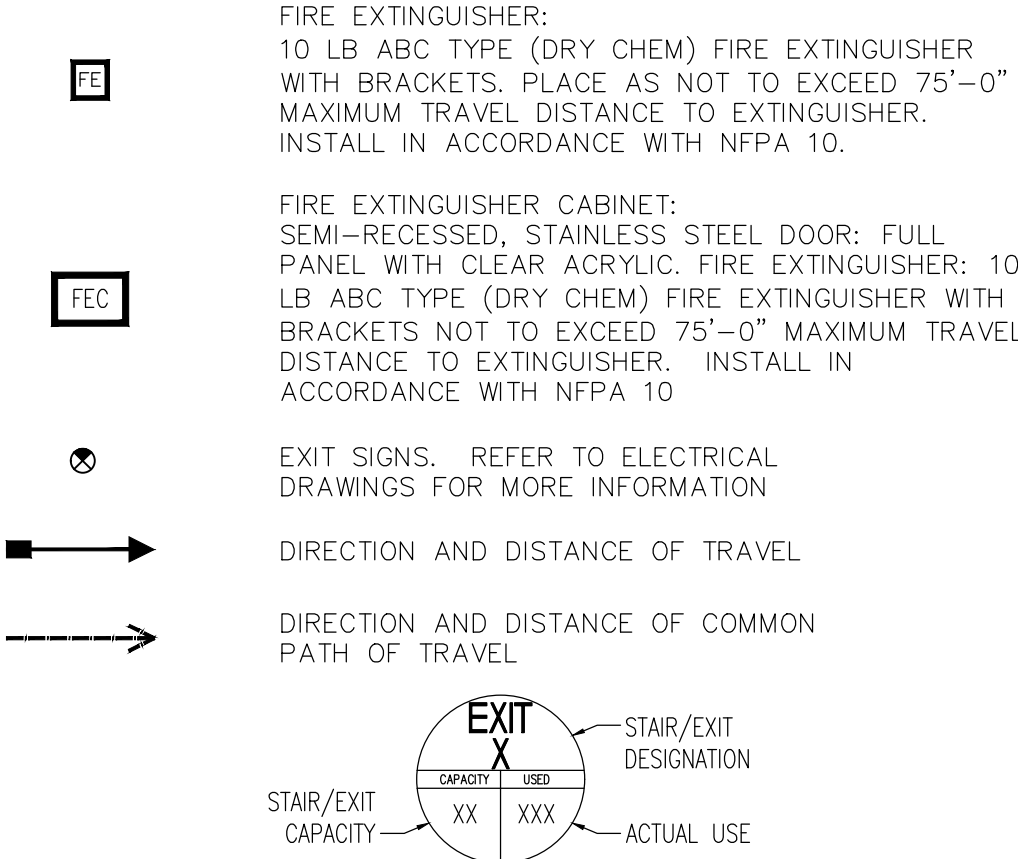 FIRE EXTINGUISHER:
FE
10 LB ABC TYPE (DRY CHEM) FIRE EXTINGUISHER
WITH BRACKETS. PLACE AS NOT TO EXCEED 75'-0"
MAXIMUM TRAVEL DISTANCE TO EXTINGUISHER.
INSTALL IN ACCORDANCE WITH NFPA 10.
FIRE EXTINGUISHER CABINET:
SEMI-RECESSED, STAINLESS STEEL DOOR: FULL
PANEL WITH CLEAR ACRYLIC. FIRE EXTINGUISHER: 10
FEC
LB ABC TYPE (DRY CHEM) FIRE EXTINGUISHER WITH
BRACKETS NOT TO EXCEED 75'-0" MAXIMUM TRAVEL
DISTANCE TO EXTINGUISHER. INSTALL IN
ACCORDANCE WITH NFPA 10
EXIT SIGNS. REFER TO ELECTRICAL
DRAWINGS FOR MORE INFORMATION
DIRECTION AND DISTANCE OF TRAVEL
DIRECTION AND DISTANCE OF COMMON
PATH OF TRAVEL
EXIT
X
STAIR/EXIT
DESIGNATION
CAPACITY USED
XX XXX
STAIR/EXIT
CAPACITY
ACTUAL USE